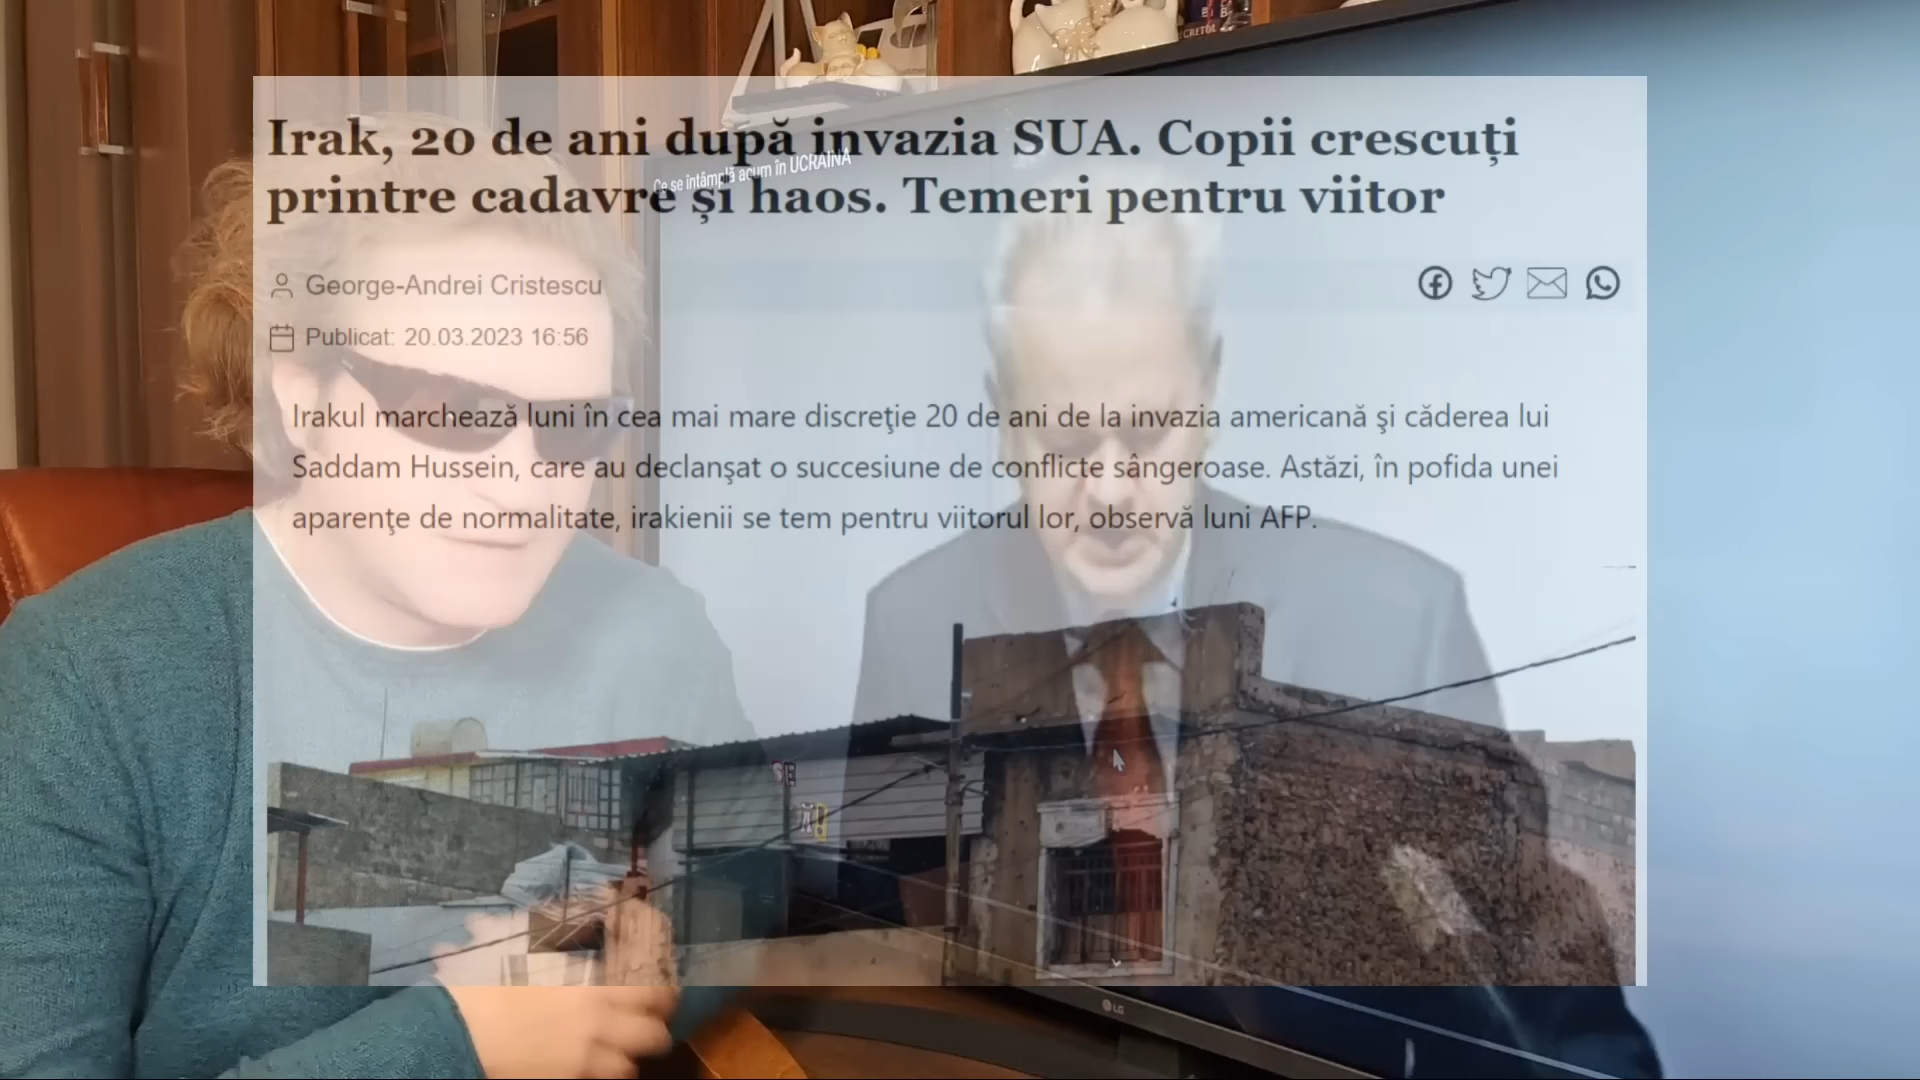 Irak, 20 de ani după invazia SUA. Copii crescuți
printre cadavre și haos. Temeri pentru viitor
Ce se întâmplă acum în UCRAINA
George-Andrei Cristescu
Publicat: 20.03.2023 16:56
Irakul marchează luni în cea mai mare discreţie 20 de ani de la invazia americană şi căderea lui
Saddam Hussein, care au declanşat o succesiune de conflicte sângeroase. Astăzi, în pofida unei
aparenţe de normalitate, irakienii se tem pentru viitorul lor, observă luni AFP.
LG